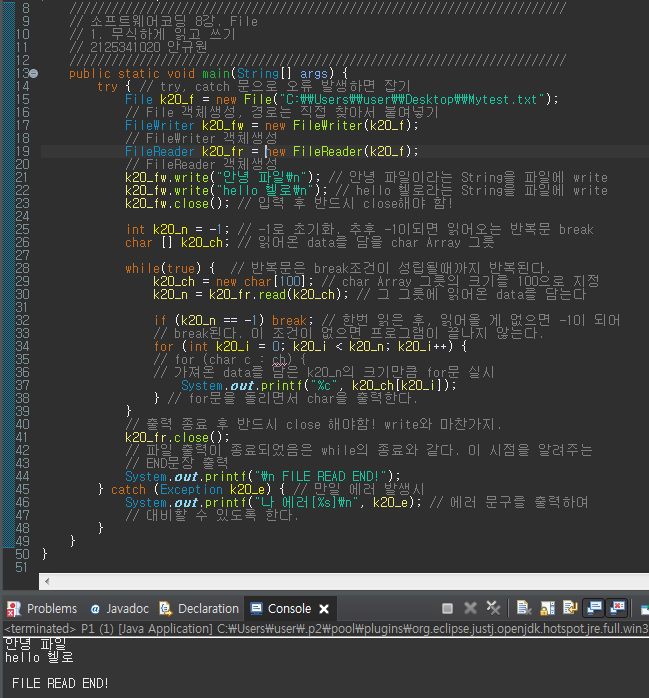 8 ////////////////////////////////////////////////////////////////
9 // 소프트웨어코딩 8강. File
10 // 1. 무식하게 읽고 쓰기
11 // 2125341020 안규원
12 ////////////////////////////////////////////////////////////////
13 public static void main(String[] args) {
14 try { // try, catch 문으로 오류 발생하면 잡기
15 File k20_f = new File("C:₩₩Users₩₩user₩₩Desktop₩₩Mytest.txt");
16 // File 객체생성, 경로는 직접 찾아서 붙여넣기
17 FileWriter k20_fw = new FileWriter(k20_f);
18 // FileWriter 객체생성
19 FileReader k20_fr = new FileReader(k20_f);
20 // FileReader 객체생성
21 k20_fw.write("안녕 파일₩n"); // 안녕 파일이라는 String을 파일에 write
22 k20_fw.write("hello 헬로₩n"); // hello 헬로라는 String을 파일에 write
23 k20_fw.close(); // 입력 후 반드시 close해야 함!
24
25 int k20_n = -1; // -1로 초기화. 추후 -1이되면 읽어오는 반복문 break
26 char [] k20_ch; // 읽어온 data를 담을 char Array 그릇
27
28 while(true) { // 반복문은 break조건이 성립될때까지 반복된다.
29 k20_ch = new char[100]; // char Array 그릇의 크기를 100으로 지정
30 k20_n = k20_fr.read(k20_ch); // 그 그릇에 읽어온 data를 담는다
31
32 if (k20_n == -1) break; // 한번 읽은 후, 읽어올 게 없으면 -1이 되어
33 // break된다. 이 조건이 없으면 프로그램이 끝나지 않는다.
34 for (int k20_i = 0; k20_i < k20_n; k20_i++) {
35 // for (char c : ch) {
36 // 가져온 data를 담은 k20_n의 크기만큼 for문 실시
37 System.out.printf("%c", k20_ch[k20_i]);
38 } // for문을 돌리면서 char을 출력한다.
39 }
40 // 출력 종료 후 반드시 close 해야함! write와 마찬가지.
41 k20_fr.close();
42 // 파일 출력이 종료되었음은 while의 종료와 같다. 이 시점을 알려주는
43 // END문장 출력
44 System.out.printf("₩n FILE READ END!");
45 } catch (Exception k20_e) { // 만일 에러 발생시
46 System.out.printf("나 에러[%s]₩n", k20_e); // 에러 문구를 출력하여
47 // 대비할 수 있도록 한다.
48 }
49 }
50 }
51
Problems @ Javadoc Declaration Console
<terminated> P1 (1) [Java Application] C:₩Users₩user₩.p2₩pool₩plugins₩org.eclipse.justj.openjdk.hotspot.jre.full.win3
안녕 파일
hello 헬로
FILE READ END!